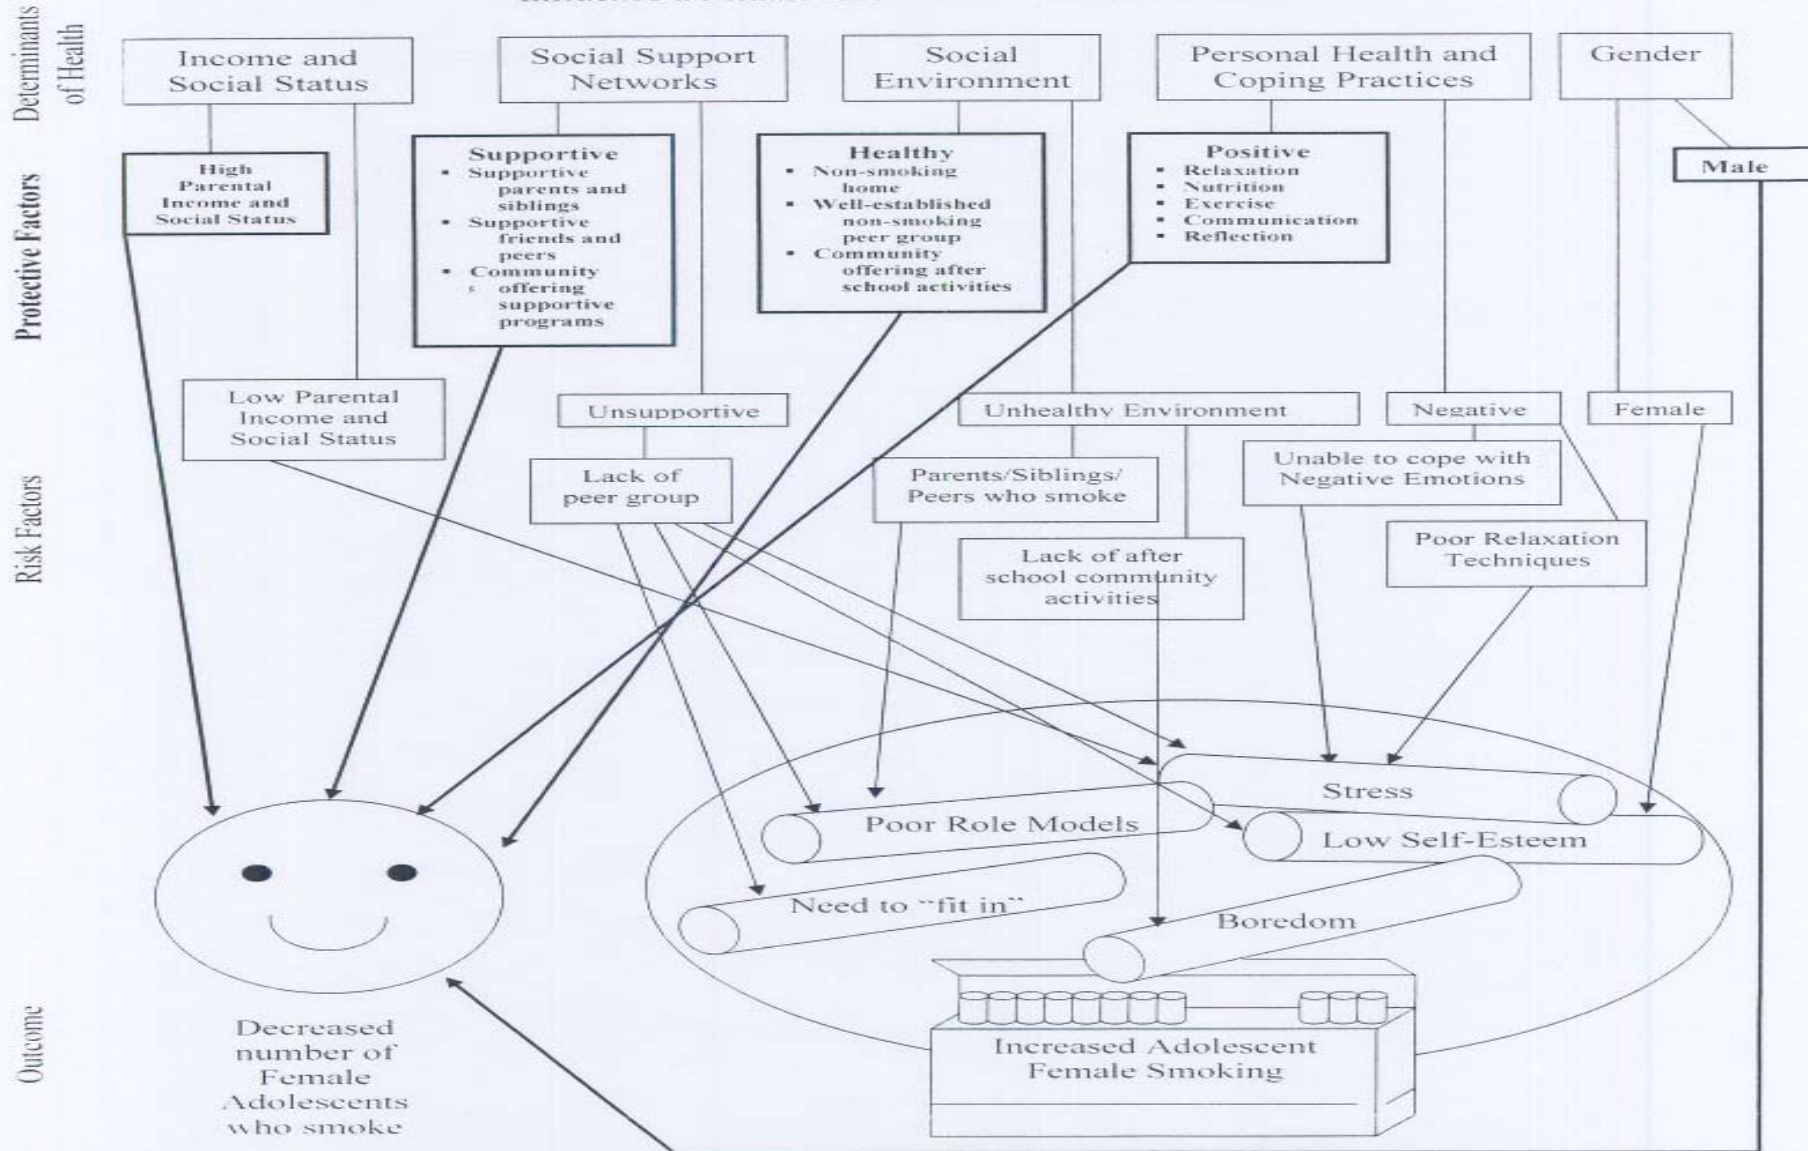 Determinants
of Health
Income and
Social Status
Social Support
Networks
Social
Environment
Personal Health and
Coping Practices
Gender
Protective Factors
High
Parental
Income and
Social Status
Supportive
▪ Supportive
parents and
siblings
▪ Supportive
friends and
peers
▪ Community
offering
supportive
programs
Healthy
▪ Non-smoking
home
▪ Well-established
non-smoking
peer group
▪ Community
offering after
school activities
Positive
▪ Relaxation
▪ Nutrition
▪ Exercise
▪ Communication
▪ Reflection
Male
Risk Factors
Low Parental
Income and
Social Status
Unsupportive
Unhealthy Environment
Negative
Female
Lack of
peer group
Parents/Siblings/
Peers who smoke
Unable to cope with
Negative Emotions
Lack of after
school community
activities
Poor Relaxation
Techniques
Stress
Poor Role Models
Low Self-Esteem
Need to “fit in”
Boredom
Outcome
Decreased
number of
Female
Adolescents
who smoke
Increased Adolescent
Female Smoking